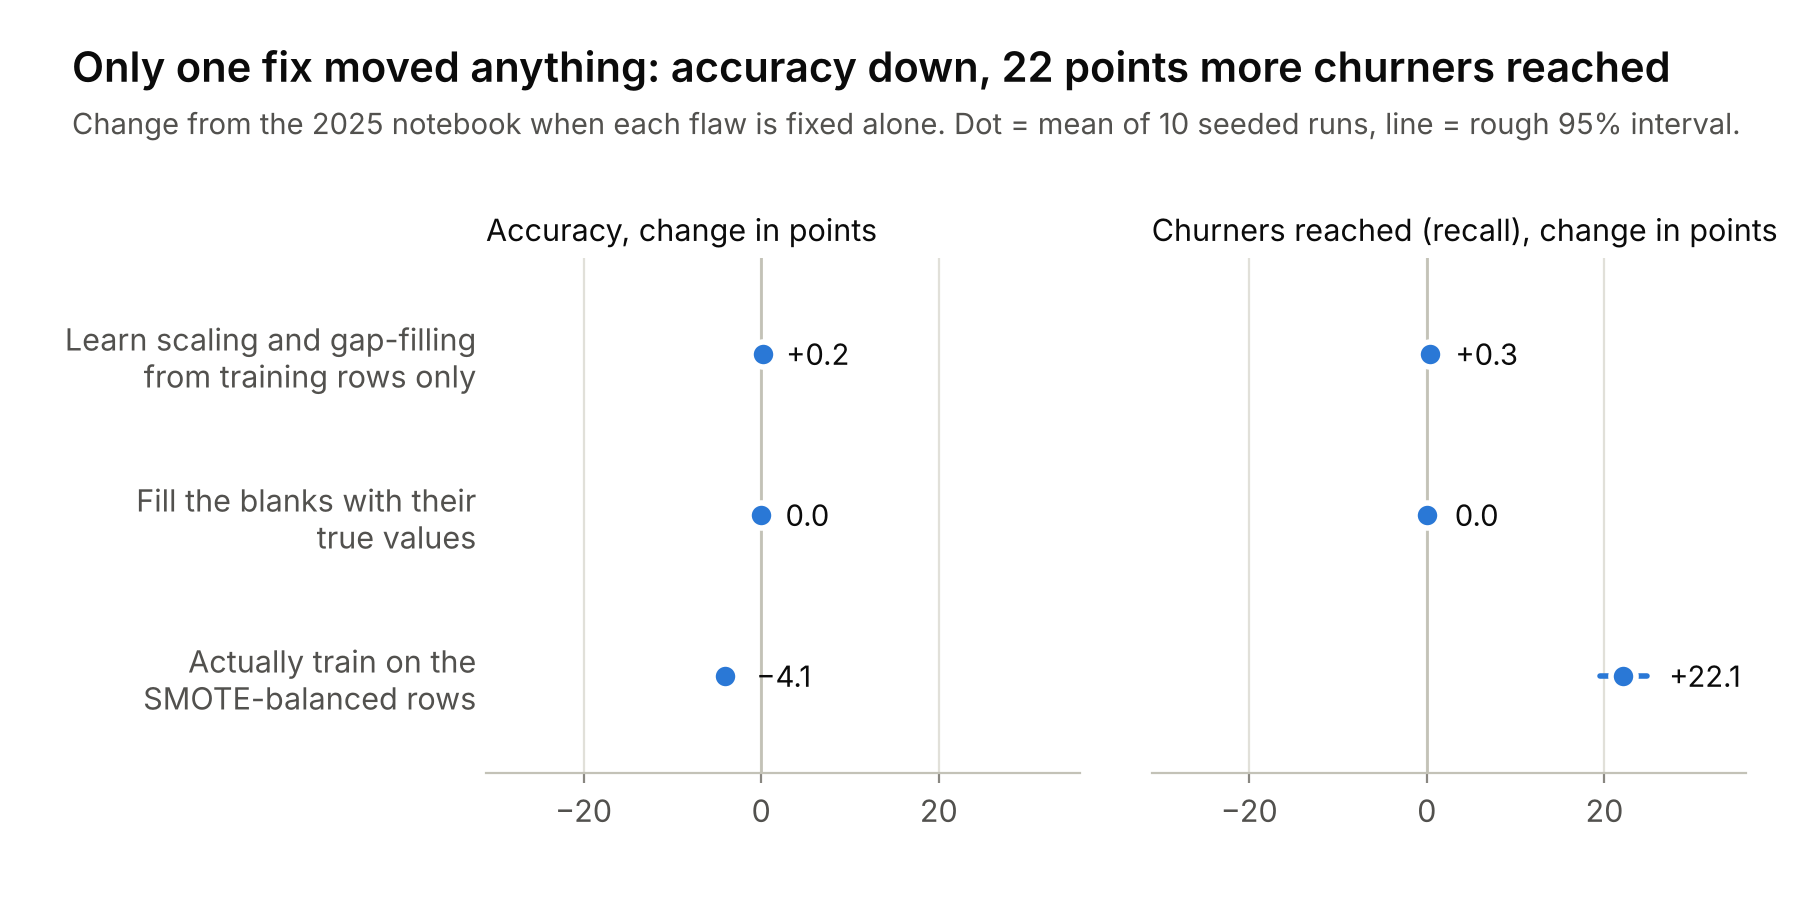 Only one fix moved anything: accuracy down, 22 points more churners reached
Change from the 2025 notebook when each flaw is fixed alone. Dot = mean of 10 seeded runs, line = rough 95% interval.
Accuracy, change in points
Churners reached (recall), change in points
Learn scaling and gap-filling
from training rows only
+0.2
+0.3
Fill the blanks with their
true values
0.0
0.0
Actually train on the
SMOTE-balanced rows
−4.1
+22.1
−20 0 20
−20 0 20